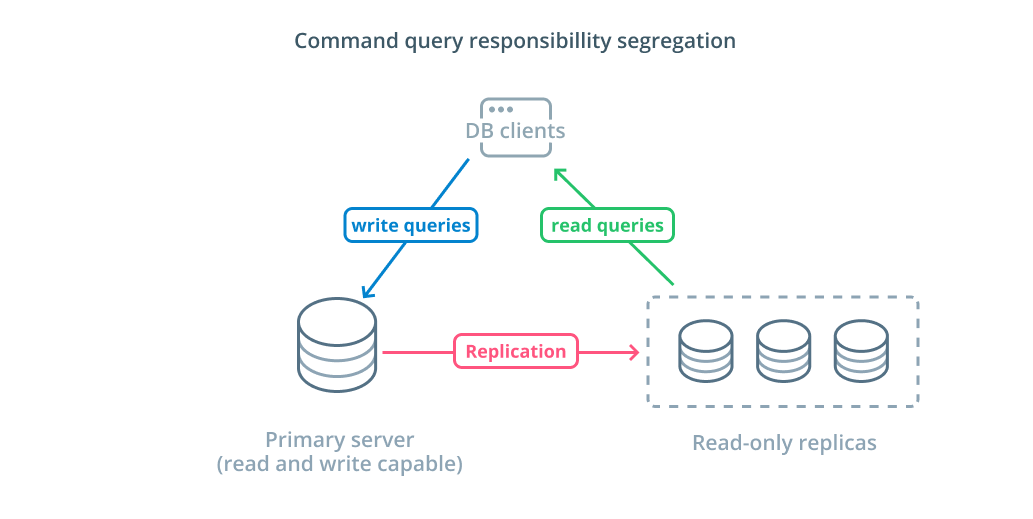 Command query responsibillity segregation
DB clients
write queries
read queries
Replication
Primary server
(read and write capable)
Read-only replicas